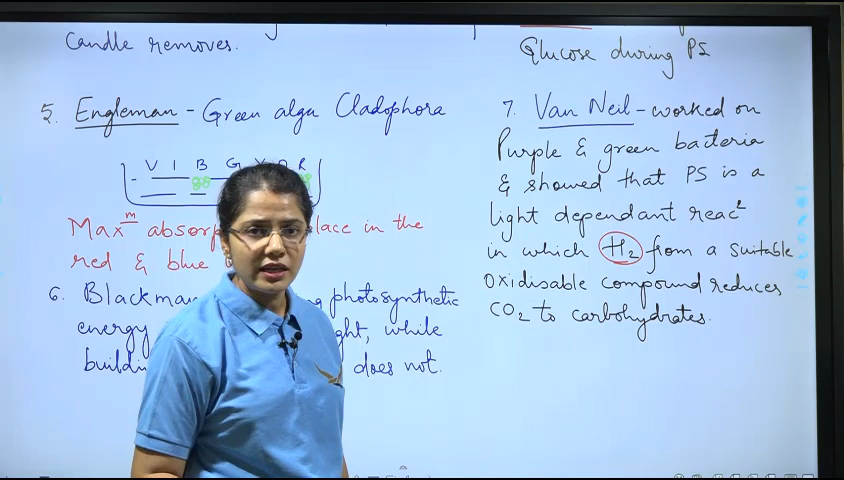 candle removes.
5. Engleman - Green alga Cladophora
V I B G Y O R
Max m absorp place in the
red & blue
6. Blackman photosynthetic
energy ght, while
buildin does not.
Glucose during PS
7. Van Neil - worked on
Purple & green bacteria
& showed that PS is a
light dependant reac n
in which H2 from a suitable
oxidisable compound reduces
CO2 to carbohydrates.